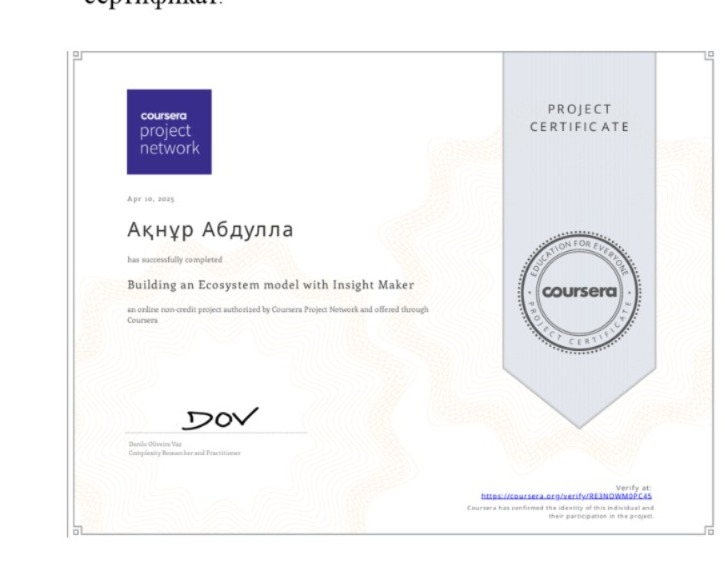 сертификат.
coursera
project
network
PROJECT
CERTIFICATE
Apr 10, 2025
Ақнұр Абдулла
has successfully completed
Building an Ecosystem model with Insight Maker
an online non-credit project authorized by Coursera Project Network and offered through
Coursera
EDUCATION FOR EVERYONE
coursera
PROJECT CERTIFICATE
DOV
Danilo Oliveira Vaz
Complexity Researcher and Practitioner
Verify at:
https://coursera.org/verify/RE3NOWM0PC45
Coursera has confirmed the identity of this individual and
their participation in the project.